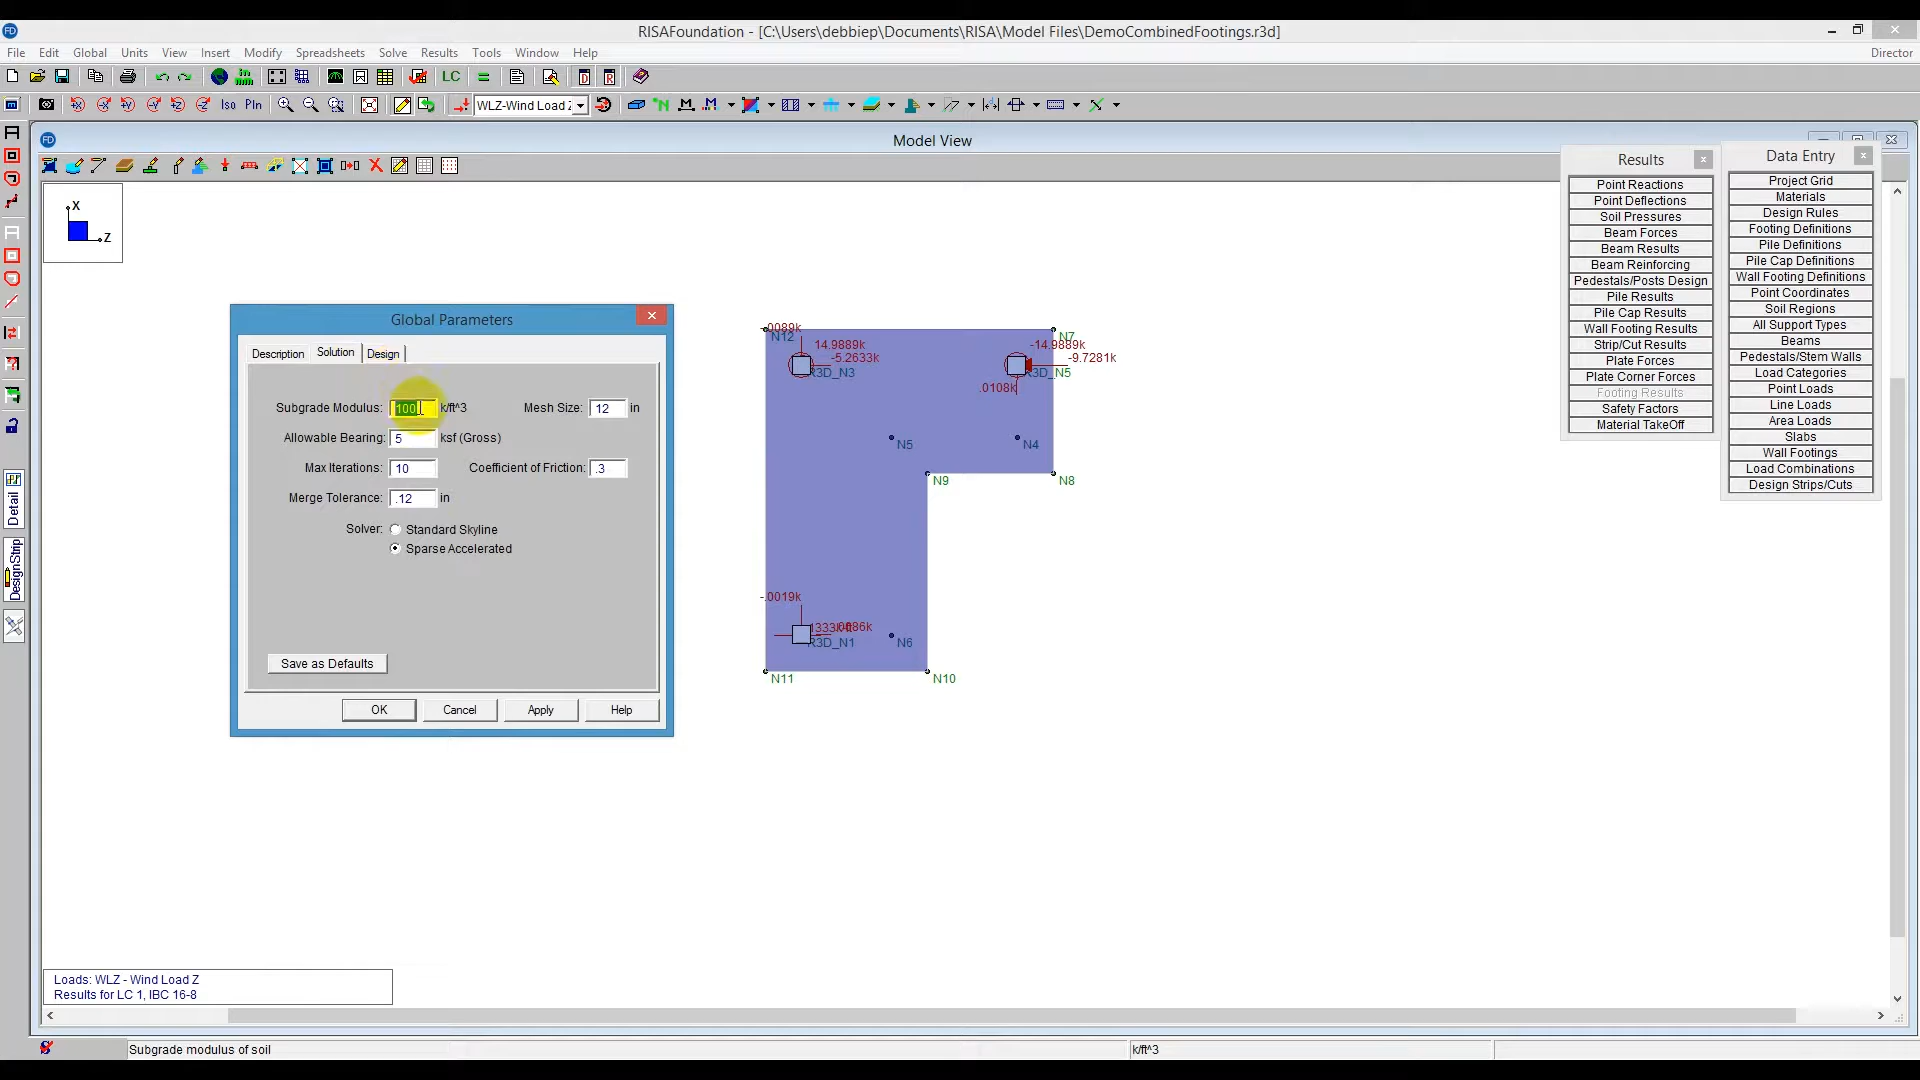 RISAFoundation - [C:\Users\debbiep\Documents\RISA\Model Files\DemoCombinedFootings.r3d]
File Edit Global Units View Insert Modify Spreadsheets Solve Results Tools Window Help
Director
LC
Iso Pln
WLZ-Wind Load Z
Model View
X
Z
Detail
DesignStrip
Global Parameters
Description Solution Design
Subgrade Modulus: 100 k/ft^3 Mesh Size: 12 in
Allowable Bearing: 5 ksf (Gross)
Max Iterations: 10 Coefficient of Friction: .3
Merge Tolerance: .12 in
Solver: Standard Skyline
Sparse Accelerated
Save as Defaults
OK Cancel Apply Help
-.0089k
N12
14.9889k
-5.2633k
R3D_N3
N7
-14.9889k
-9.7281k
R3D_N5
.0108k
N5
N4
N9
N8
-.0019k
R3D_N1
N6
N11
N10
Results
Point Reactions
Point Deflections
Soil Pressures
Beam Forces
Beam Results
Beam Reinforcing
Pedestals/Posts Design
Pile Results
Pile Cap Results
Wall Footing Results
Strip/Cut Results
Plate Forces
Plate Corner Forces
Footing Results
Safety Factors
Material TakeOff
Data Entry
Project Grid
Materials
Design Rules
Footing Definitions
Pile Definitions
Pile Cap Definitions
Wall Footing Definitions
Point Coordinates
Soil Regions
All Support Types
Beams
Pedestals/Stem Walls
Load Categories
Point Loads
Line Loads
Area Loads
Slabs
Wall Footings
Load Combinations
Design Strips/Cuts
Loads: WLZ - Wind Load Z
Results for LC 1, IBC 16-8
Subgrade modulus of soil
k/ft^3